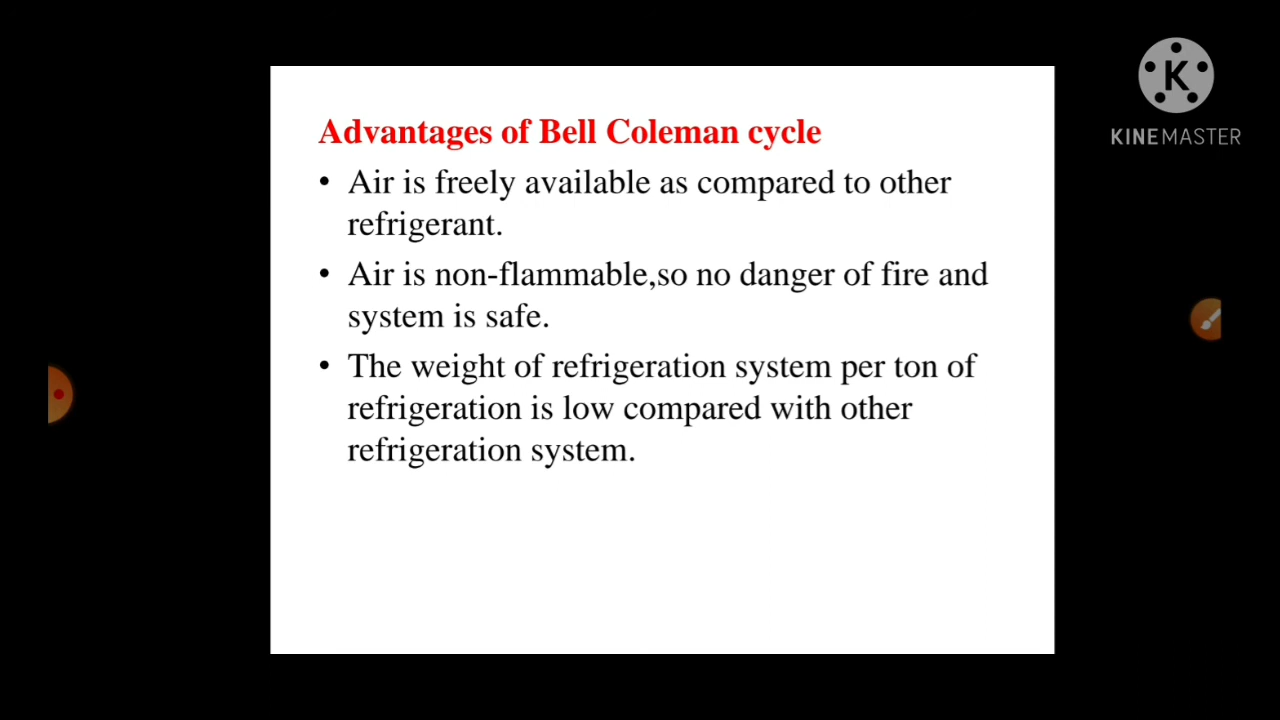 Advantages of Bell Coleman cycle
• Air is freely available as compared to other
refrigerant.
• Air is non-flammable,so no danger of fire and
system is safe.
• The weight of refrigeration system per ton of
refrigeration is low compared with other
refrigeration system.
K
KINEMASTER